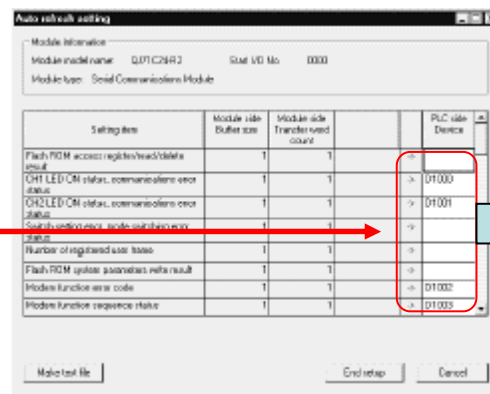 Auto refresh setting
Module information
Module model name: QJ71C24-R2 Start I/O No. 0000
Module type: Serial Communications Module
Setting item Module side Buffer size Module side Transfer word count PLC side Device
Flash ROM access register/read/delete result 1 1 ->
CH1 LED ON status, communications error status 1 1 -> D1000
CH2 LED ON status, communications error status 1 1 -> D1001
Switch setting error, mode switching error status 1 1 ->
Number of registered user frame 1 1 ->
Flash ROM system parameters write result 1 1 ->
Modem function error code 1 1 -> D1002
Modem function sequence status 1 1 -> D1003
Make text file End setup Cancel